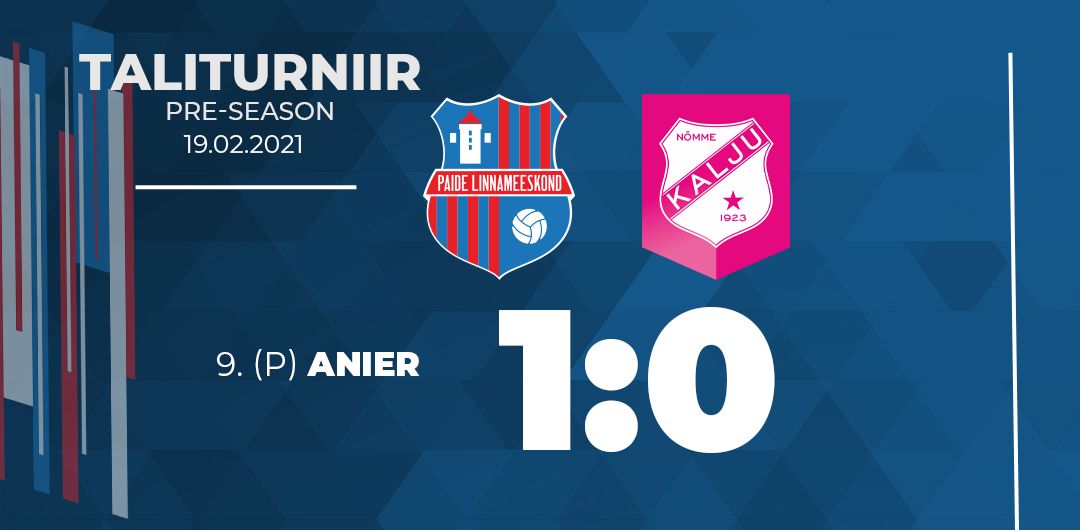 TALITURNIIR
PRE-SEASON
19.02.2021
PAIDE LINNAMEESKOND
NÕMME
KALJU
1923
9. (P) ANIER
1:0